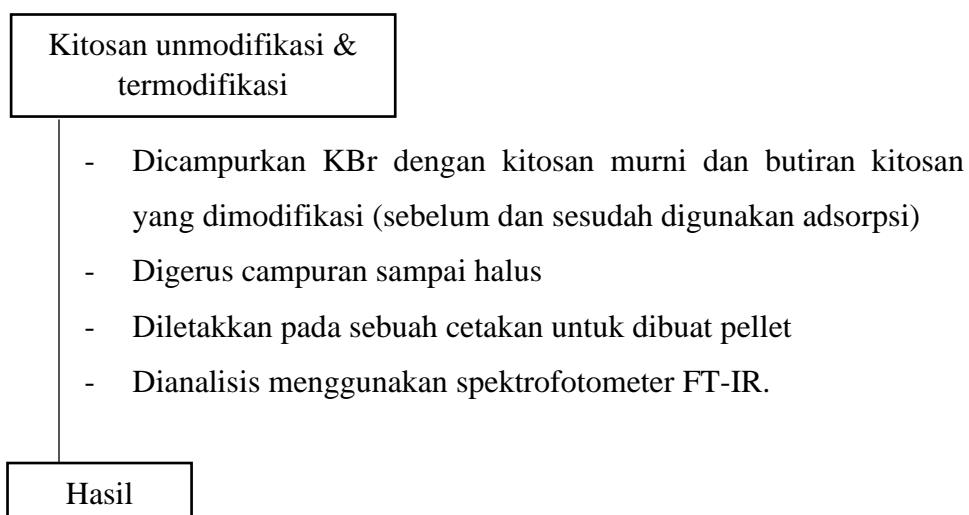 Kitosan unmodifikasi &
termodifikasi
- Dicampurkan KBr dengan kitosan murni dan butiran kitosan
yang dimodifikasi (sebelum dan sesudah digunakan adsorpsi)
- Digerus campuran sampai halus
- Diletakkan pada sebuah cetakan untuk dibuat pellet
- Dianalisis menggunakan spektrofotometer FT-IR.
Hasil